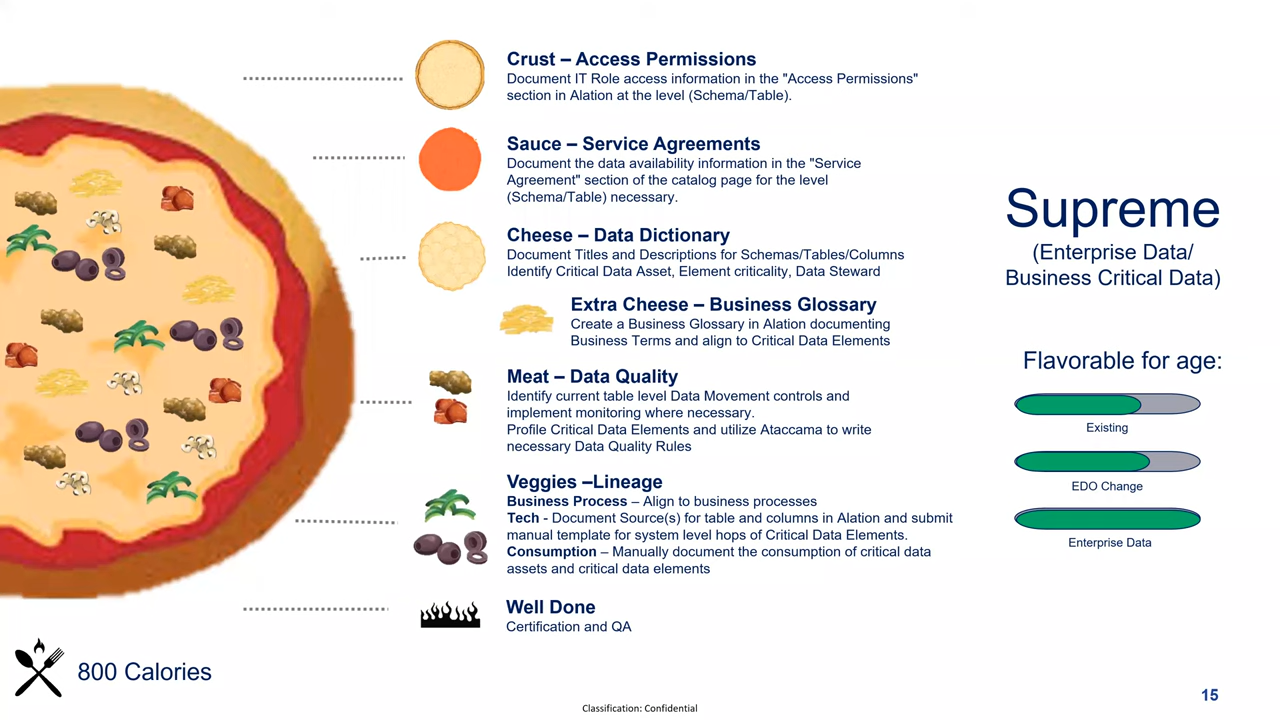 Crust – Access Permissions
Document IT Role access information in the "Access Permissions"
section in Alation at the level (Schema/Table).
Sauce – Service Agreements
Document the data availability information in the "Service
Agreement" section of the catalog page for the level
(Schema/Table) necessary.
Cheese – Data Dictionary
Document Titles and Descriptions for Schemas/Tables/Columns
Identify Critical Data Asset, Element criticality, Data Steward
Extra Cheese – Business Glossary
Create a Business Glossary in Alation documenting
Business Terms and align to Critical Data Elements
Meat – Data Quality
Identify current table level Data Movement controls and
implement monitoring where necessary.
Profile Critical Data Elements and utilize Ataccama to write
necessary Data Quality Rules
Veggies –Lineage
Business Process – Align to business processes
Tech - Document Source(s) for table and columns in Alation and submit
manual template for system level hops of Critical Data Elements.
Consumption – Manually document the consumption of critical data
assets and critical data elements
Well Done
Certification and QA
Supreme
(Enterprise Data/
Business Critical Data)
Flavorable for age:
Existing
EDO Change
Enterprise Data
800 Calories
Classification: Confidential
15